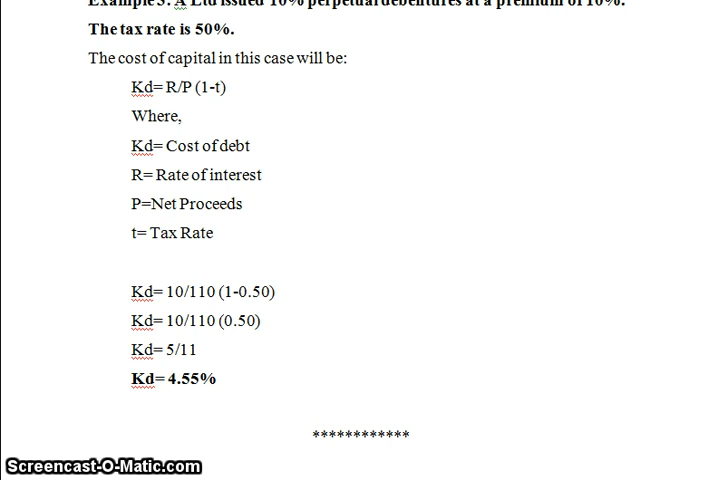 Example 3: A Ltd issued 10% perpetual debentures at a premium of 10%.
The tax rate is 50%.
The cost of capital in this case will be:
Kd= R/P (1-t)
Where,
Kd= Cost of debt
R= Rate of interest
P=Net Proceeds
t= Tax Rate
Kd= 10/110 (1-0.50)
Kd= 10/110 (0.50)
Kd= 5/11
Kd= 4.55%
************
Screencast-O-Matic.com